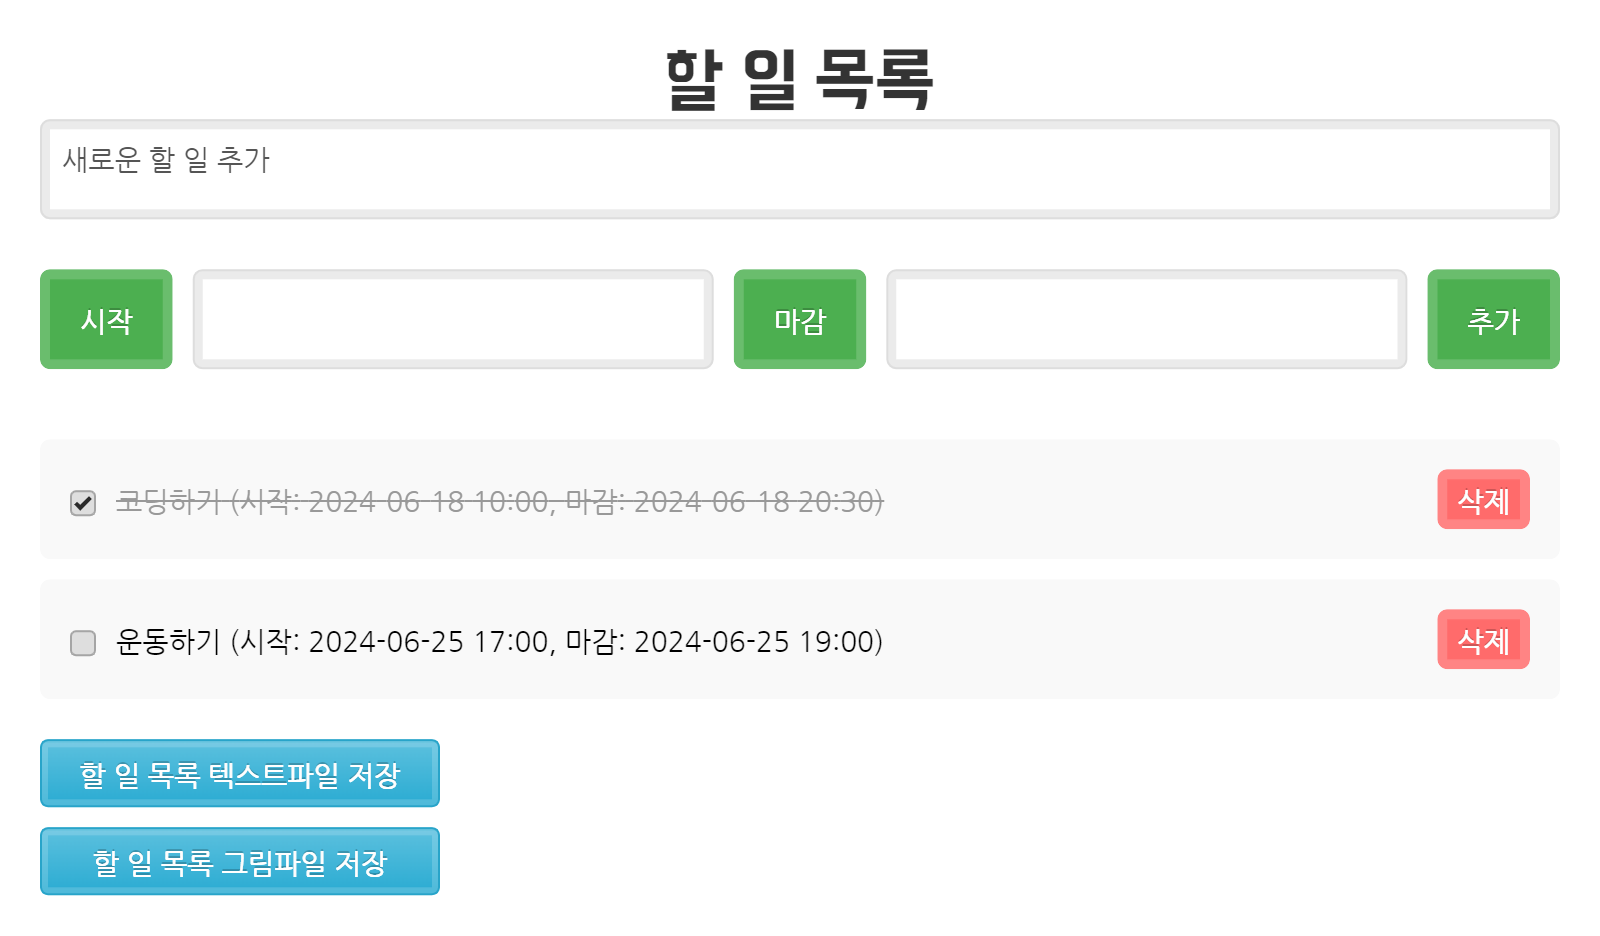 할 일 목록
새로운 할 일 추가
시작 마감 추가
코딩하기 (시작: 2024-06-18 10:00, 마감: 2024-06-18 20:30) 삭제
운동하기 (시작: 2024-06-25 17:00, 마감: 2024-06-25 19:00) 삭제
할 일 목록 텍스트파일 저장
할 일 목록 그림파일 저장